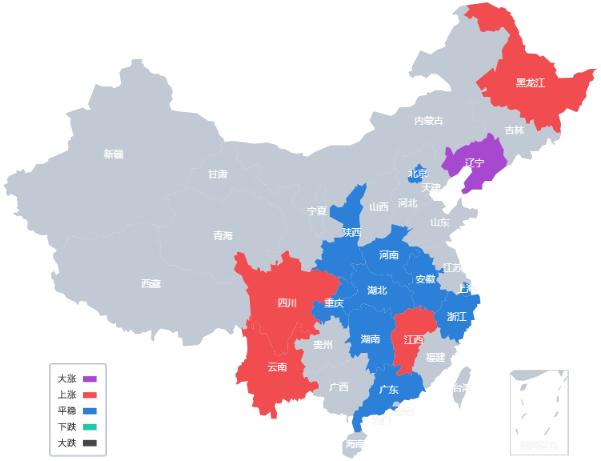 黑龙江
内蒙古
吉林
新疆
辽宁
北京
甘肃
天津
河北
山西
宁夏
山东
陕西
青海
河南
江苏
安徽
西藏
上海
湖北
四川
重庆
浙江
湖南
江西
贵州
福建
云南
广西
广东
台湾
海南
大涨
上涨
平稳
下跌
大跌